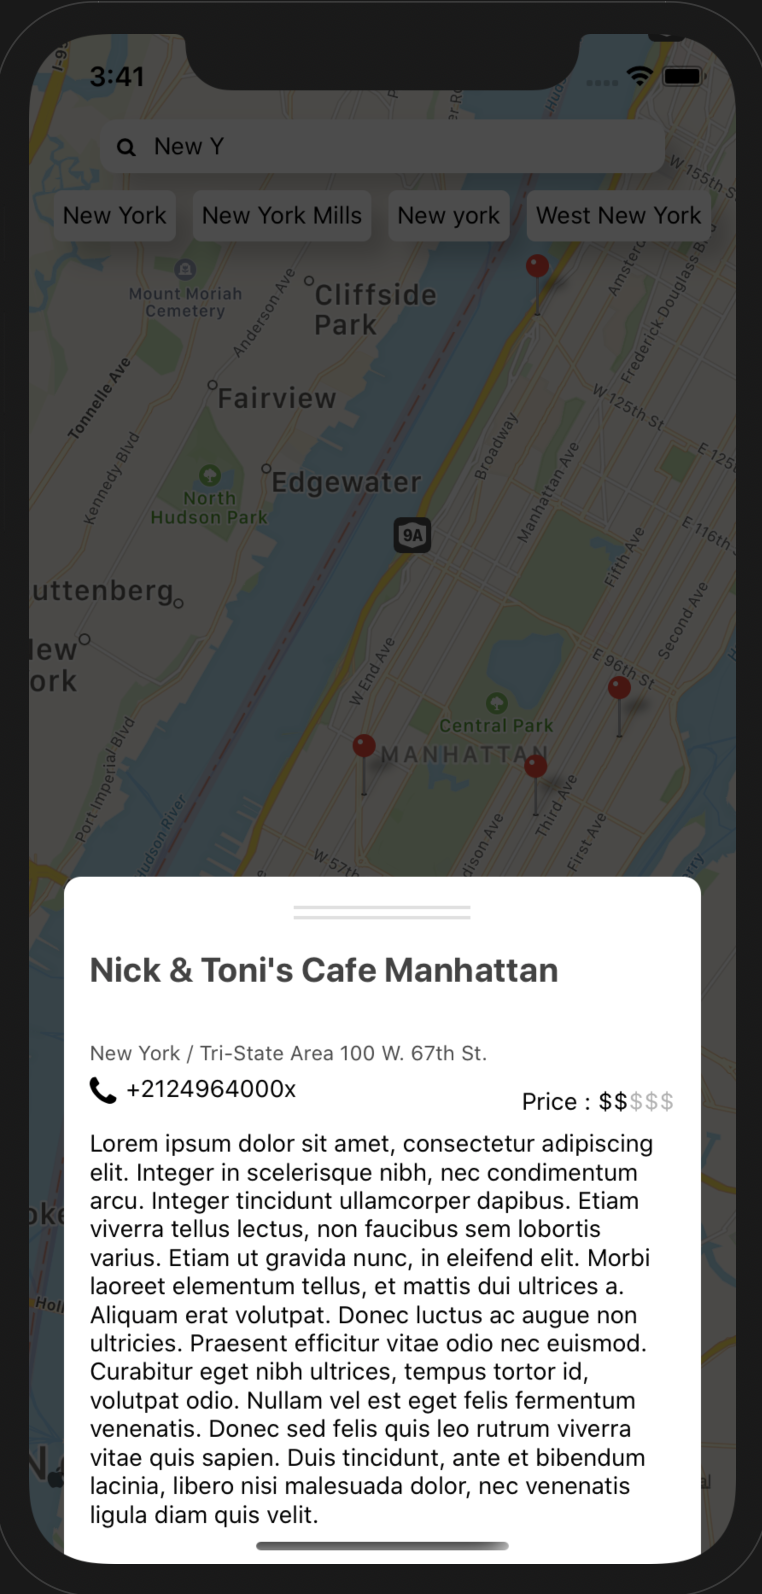 I-95
3:41
New Y
W 155th S
New York
New York Mills
New york
West New York
Mount Moriah
Cemetery
Anderson Ave
Cliffside
Park
Frederick Douglass
Tonnelle Ave
Fairview
W 125th St
Broadway
Kennedy Blvd
Edgewater
Manhattan Ave
North
Hudson Park
9A
E 116th
Fifth Ave
uttenberg
Second Ave
ork
W End Ave
E 96th St
Central Park
MANHATTAN
Port Imperial Blvd
Third Ave
Hudson River
First Ave
W 57th
Nick & Toni's Cafe Manhattan
New York / Tri-State Area 100 W. 67th St.
+2124964000x
Price : $$$$$
Lorem ipsum dolor sit amet, consectetur adipiscing
elit. Integer in scelerisque nibh, nec condimentum
arcu. Integer tincidunt ullamcorper dapibus. Etiam
viverra tellus lectus, non faucibus sem lobortis
varius. Etiam ut gravida nunc, in eleifend elit. Morbi
laoreet elementum tellus, et mattis dui ultrices a.
Aliquam erat volutpat. Donec luctus ac augue non
ultricies. Praesent efficitur vitae odio nec euismod.
Curabitur eget nibh ultrices, tempus tortor id,
volutpat odio. Nullam vel est eget felis fermentum
venenatis. Donec sed felis quis leo rutrum viverra
vitae quis sapien. Duis tincidunt, ante et bibendum
lacinia, libero nisi malesuada dolor, nec venenatis
ligula diam quis velit.